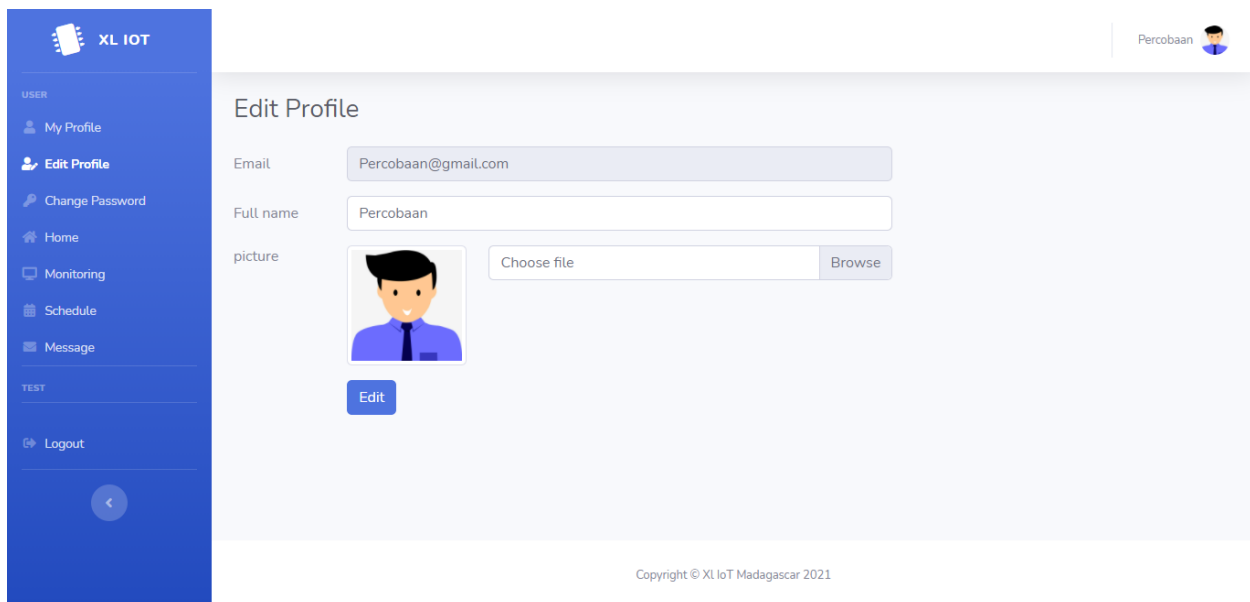 XL IOT
Percobaan
USER
My Profile
Edit Profile
Change Password
Home
Monitoring
Schedule
Message
TEST
Logout
Edit Profile
Email
Percobaan@gmail.com
Full name
Percobaan
picture
Choose file
Browse
Edit
Copyright © Xl IoT Madagascar 2021